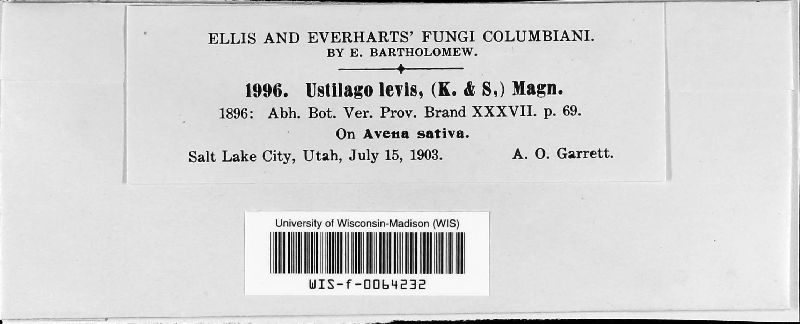 ELLIS AND EVERHARTS' FUNGI COLUMBIANI.
BY E. BARTHOLOMEW.
1996. Ustilago levis, (K. & S,) Magn.
1896: Abh. Bot. Ver. Prov. Brand XXXVII. p. 69.
On Avena sativa.
Salt Lake City, Utah, July 15, 1903. A. O. Garrett.
University of Wisconsin-Madison (WIS)
WIS-f-0064232